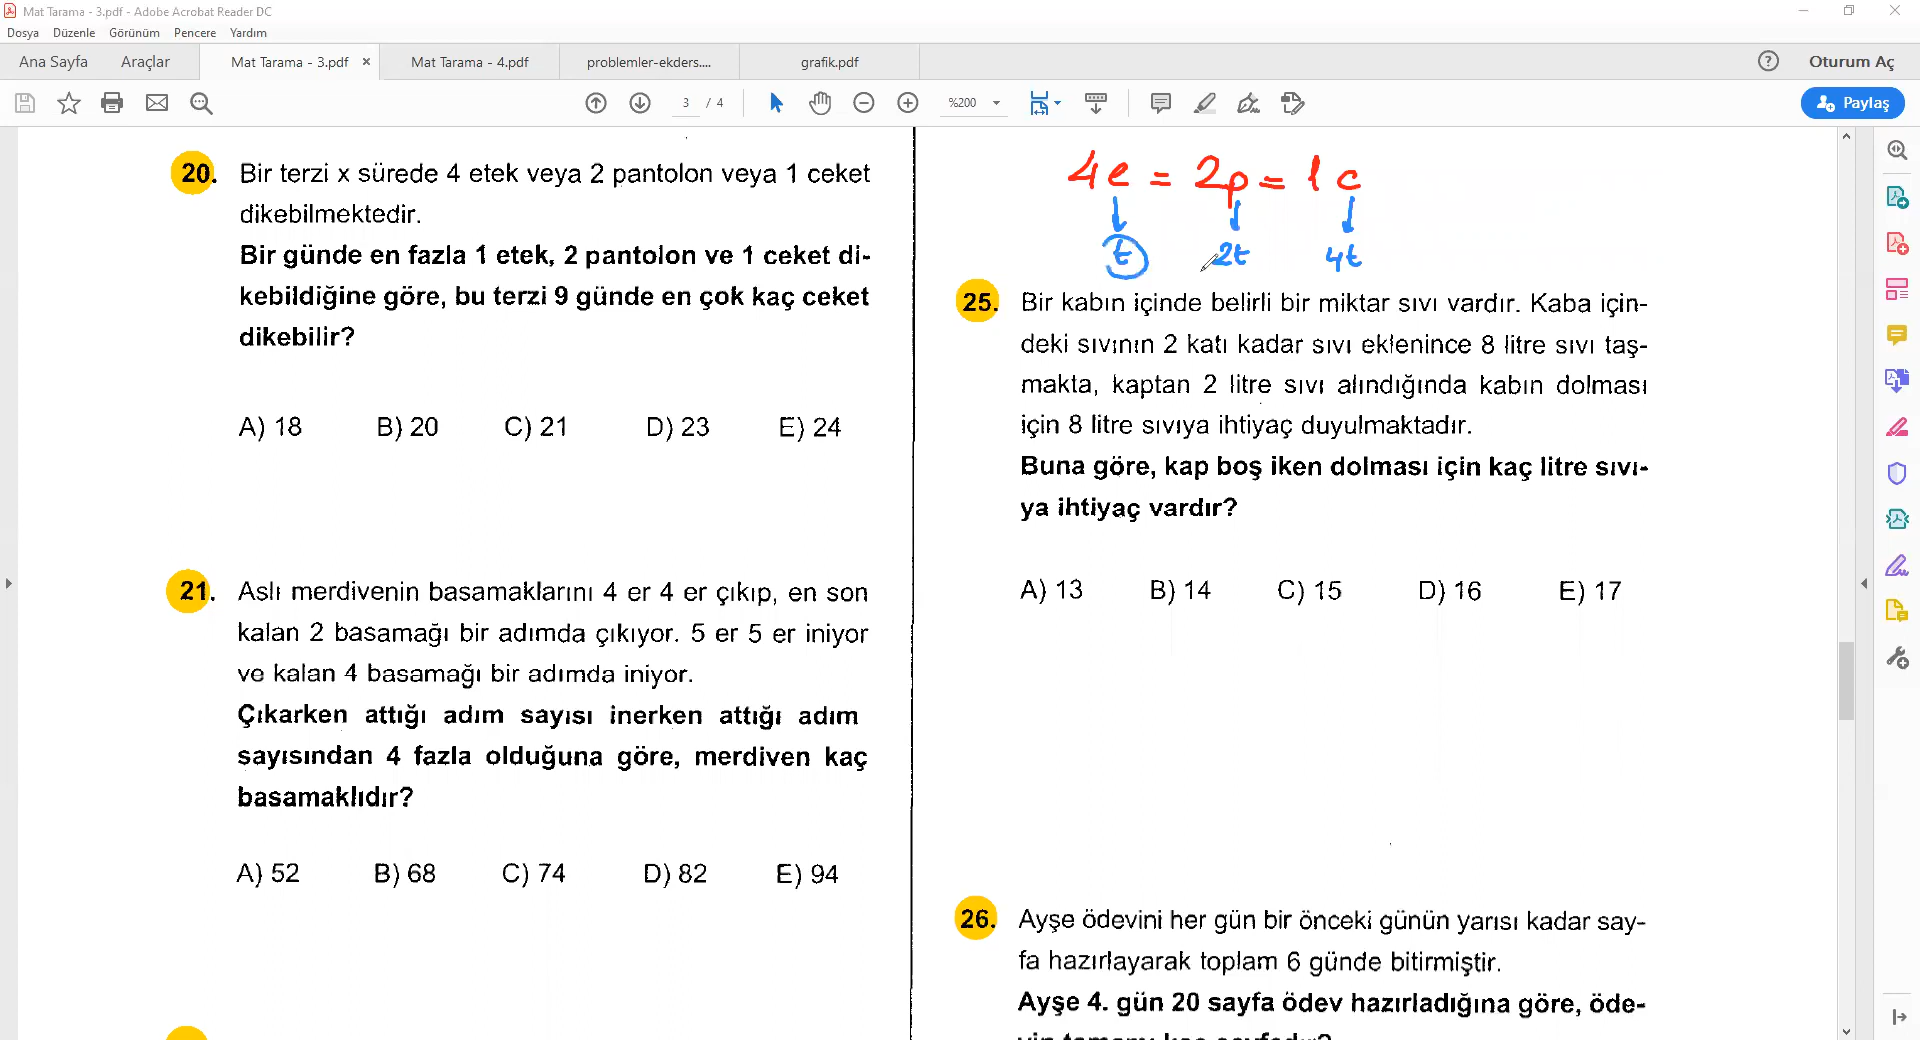 Mat Tarama - 3.pdf - Adobe Acrobat Reader DC
Dosya Düzenle Görünüm Pencere Yardım
Ana Sayfa Araçlar Mat Tarama - 3.pdf × Mat Tarama - 4.pdf problemler-ekders.... grafik.pdf ? Oturum Aç
3 / 4 %200 Paylaş
20. Bir terzi x sürede 4 etek veya 2 pantolon veya 1 ceket
dikebilmektedir.
Bir günde en fazla 1 etek, 2 pantolon ve 1 ceket di-
kebildiğine göre, bu terzi 9 günde en çok kaç ceket
dikebilir?
A) 18 B) 20 C) 21 D) 23 E) 24
21. Aslı merdivenin basamaklarını 4 er 4 er çıkıp, en son
kalan 2 basamağı bir adımda çıkıyor. 5 er 5 er iniyor
ve kalan 4 basamağı bir adımda iniyor.
Çıkarken attığı adım sayısı inerken attığı adım
sayısından 4 fazla olduğuna göre, merdiven kaç
basamaklıdır?
A) 52 B) 68 C) 74 D) 82 E) 94
4e = 2p = 1c
t 2t 4t
25. Bir kabın içinde belirli bir miktar sıvı vardır. Kaba için-
deki sıvının 2 katı kadar sıvı eklenince 8 litre sıvı taş-
makta, kaptan 2 litre sıvı alındığında kabın dolması
için 8 litre sıvıya ihtiyaç duyulmaktadır.
Buna göre, kap boş iken dolması için kaç litre sıvı-
ya ihtiyaç vardır?
A) 13 B) 14 C) 15 D) 16 E) 17
26. Ayşe ödevini her gün bir önceki günün yarısı kadar say-
fa hazırlayarak toplam 6 günde bitirmiştir.
Ayşe 4. gün 20 sayfa ödev hazırladığına göre, öde-